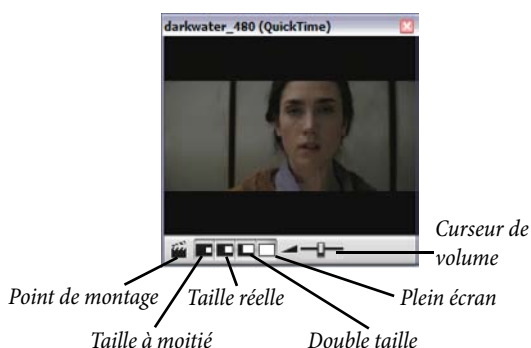 darkwater_480 (QuickTime)
Curseur de
volume
Point de montage
Taille réelle
Plein écran
Taille à moitié
Double taille